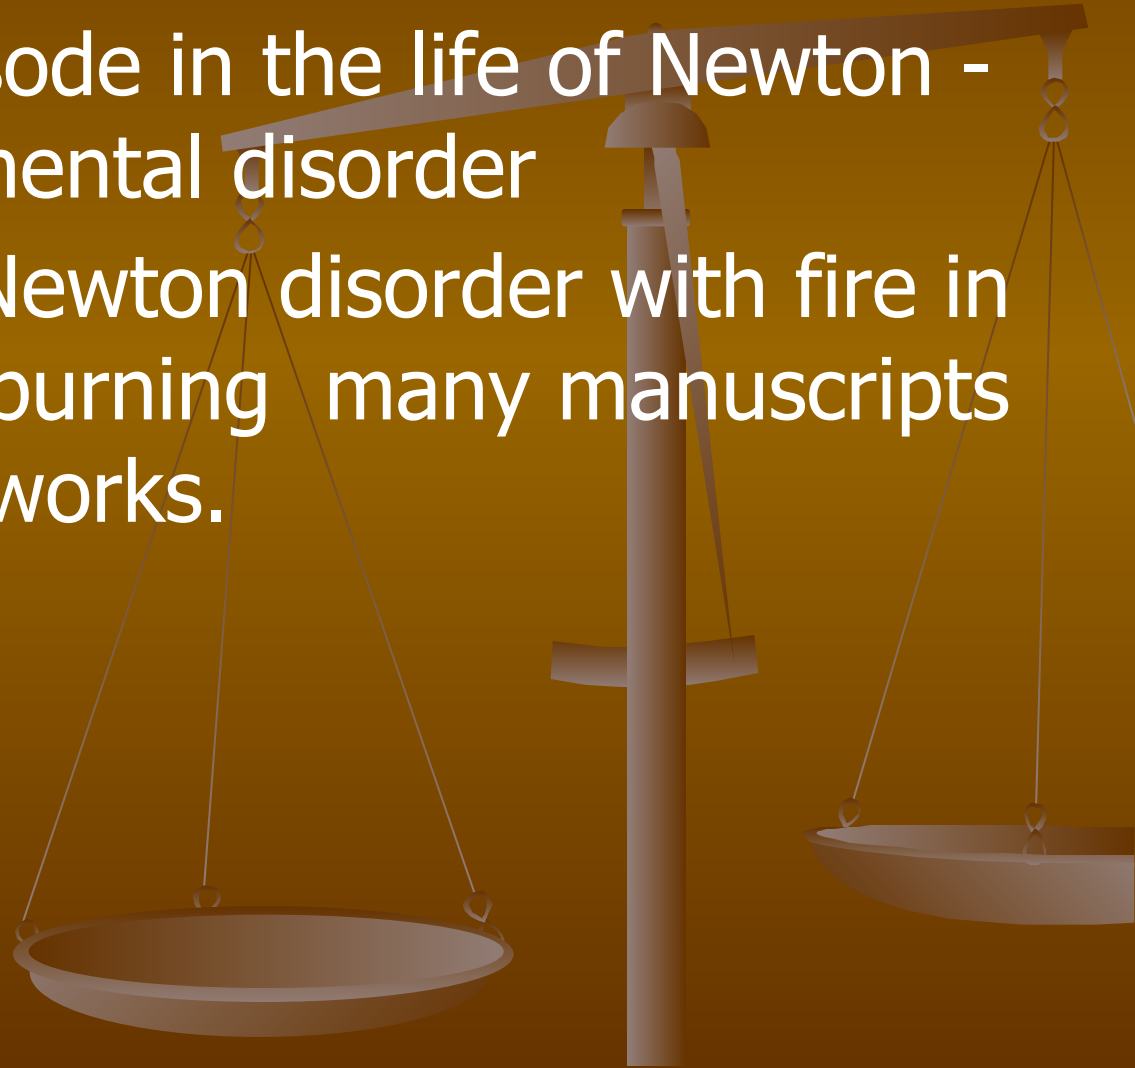 ode in the life of Newton -
ental disorder
Newton disorder with fire in
burning many manuscripts
works.